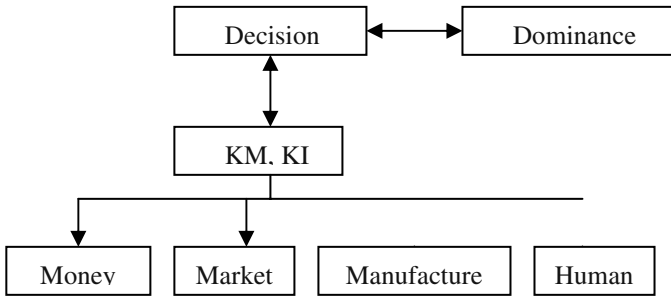 Decision
Dominance
KM, KI
Money
Market
Manufacture
Human